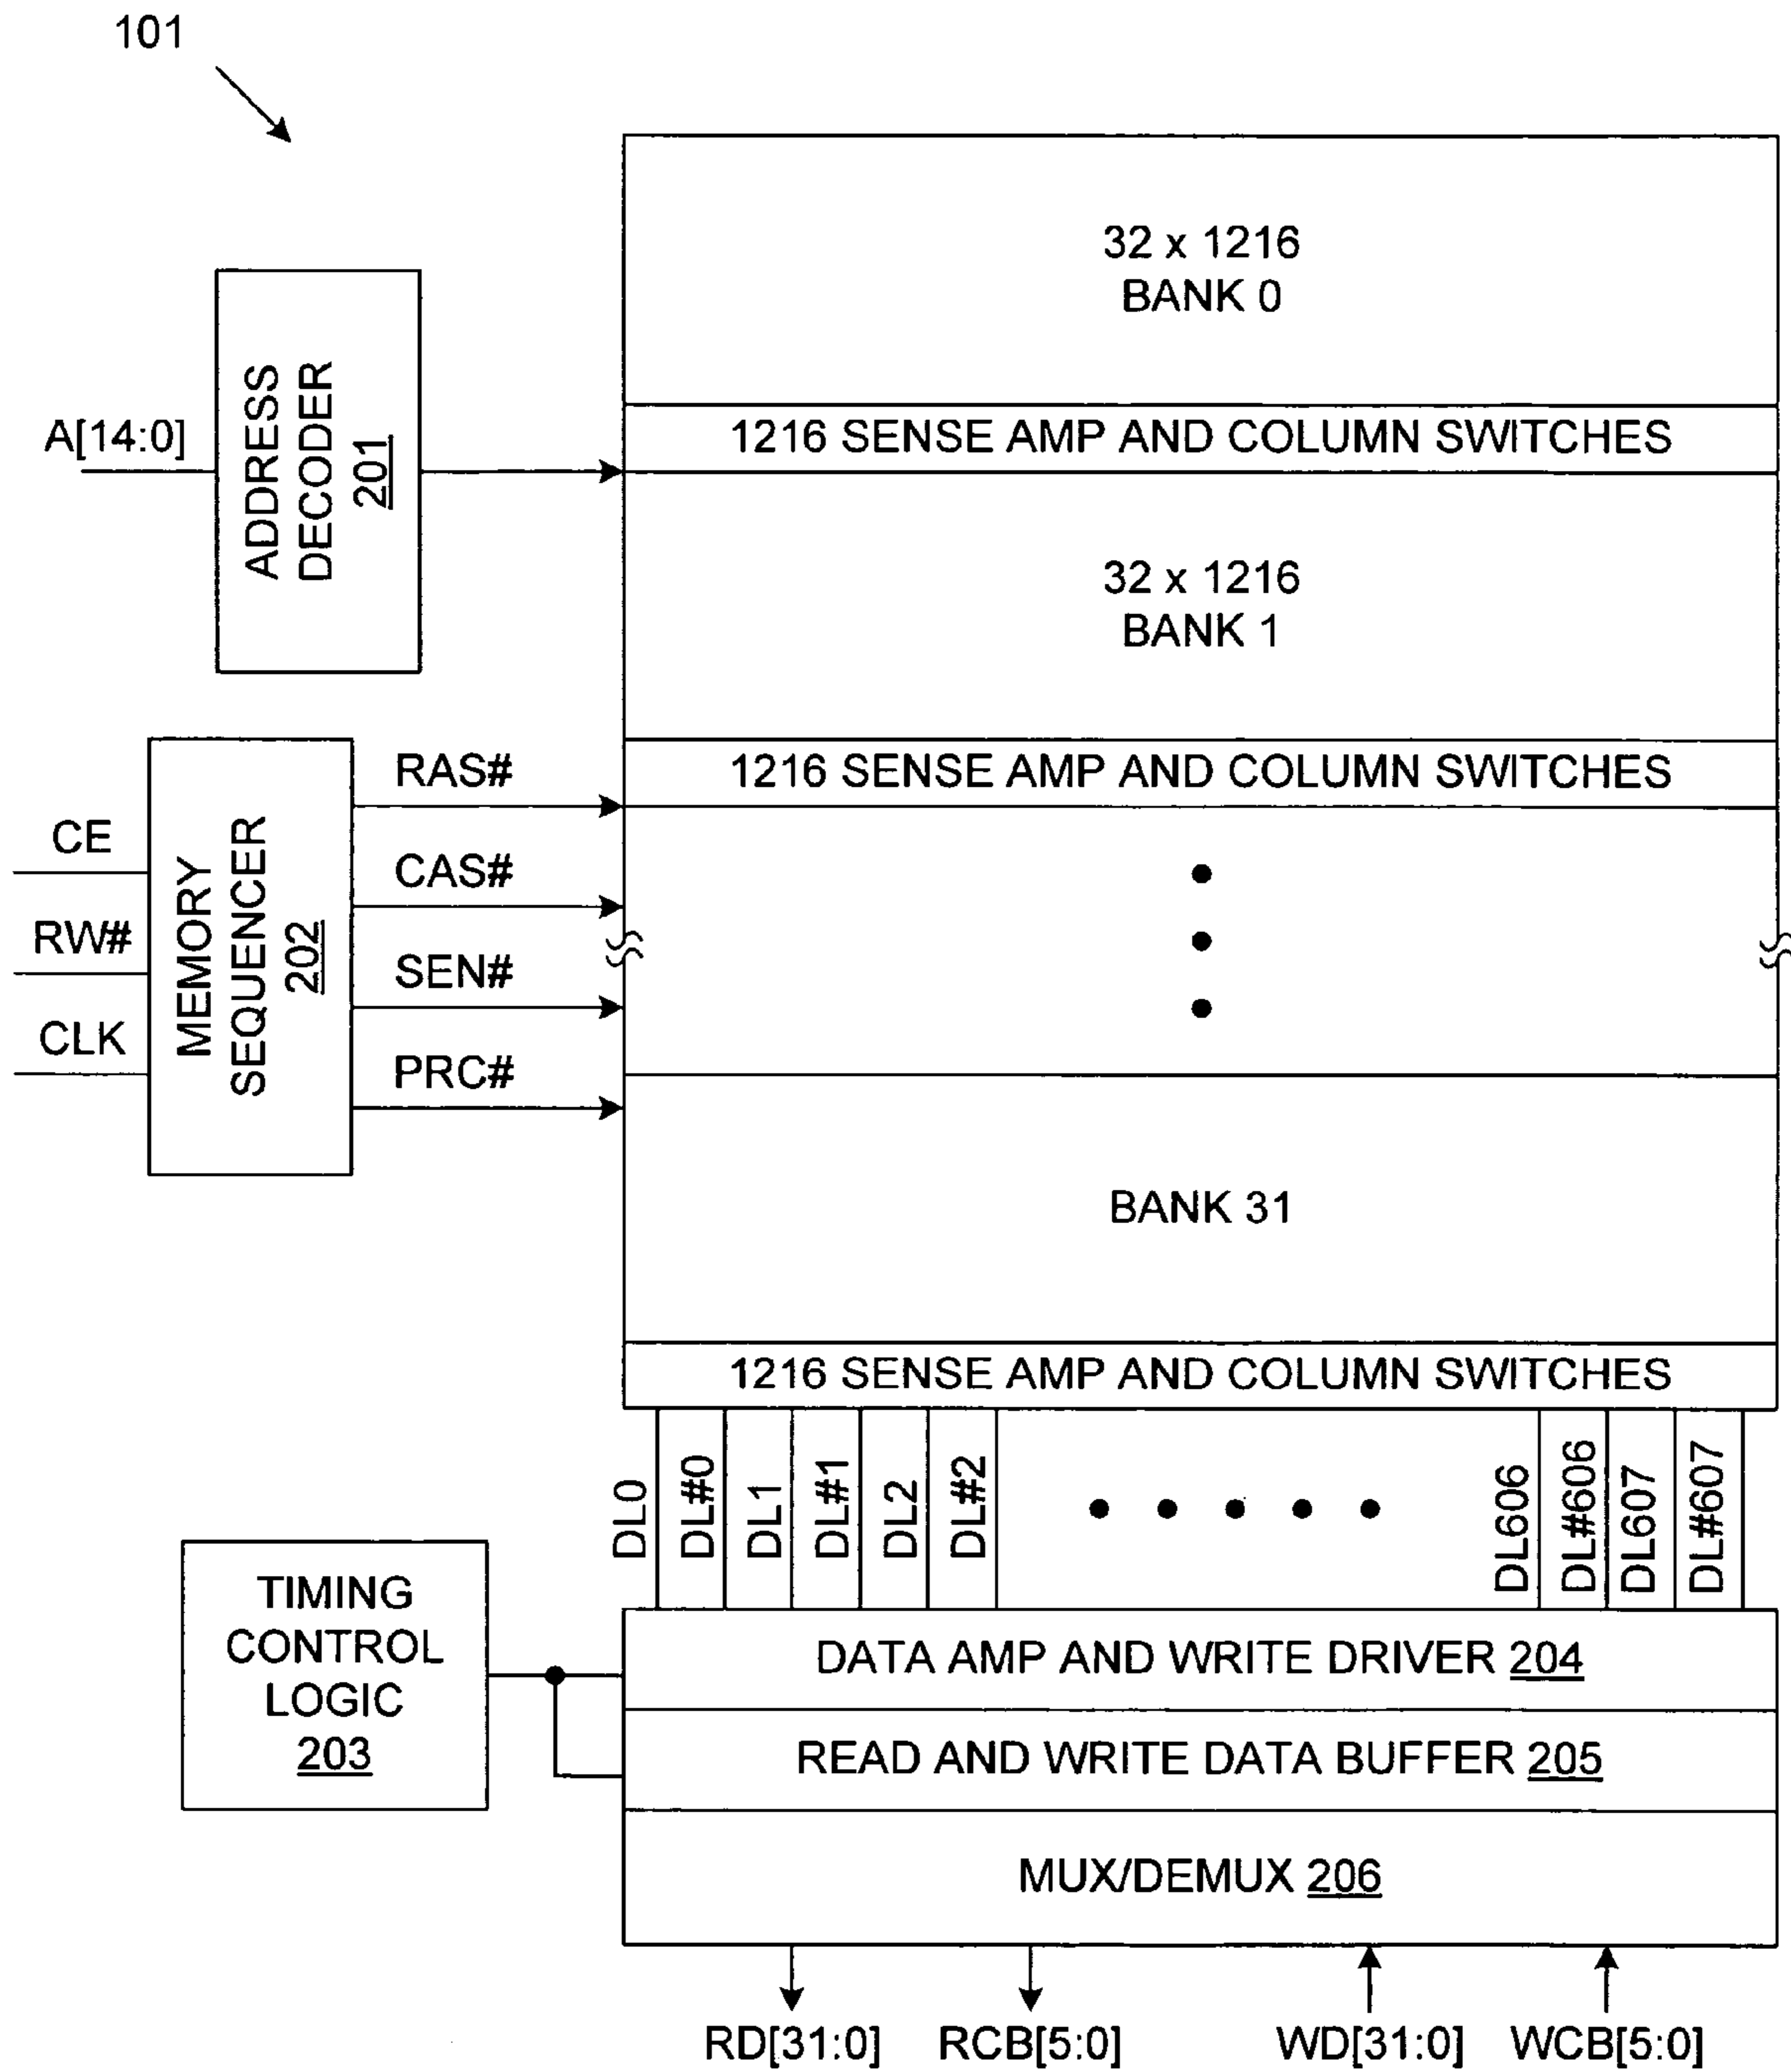 101
32 x 1216
BANK 0
A[14:0]
ADDRESS
DECODER
201
1216 SENSE AMP AND COLUMN SWITCHES
32 x 1216
BANK 1
1216 SENSE AMP AND COLUMN SWITCHES
CE
RW#
CLK
MEMORY
SEQUENCER
202
RAS#
CAS#
SEN#
PRC#
BANK 31
1216 SENSE AMP AND COLUMN SWITCHES
DL0
DL#0
DL1
DL#1
DL2
DL#2
DL606
DL#606
DL607
DL#607
TIMING
CONTROL
LOGIC
203
DATA AMP AND WRITE DRIVER 204
READ AND WRITE DATA BUFFER 205
MUX/DEMUX 206
RD[31:0]
RCB[5:0]
WD[31:0]
WCB[5:0]